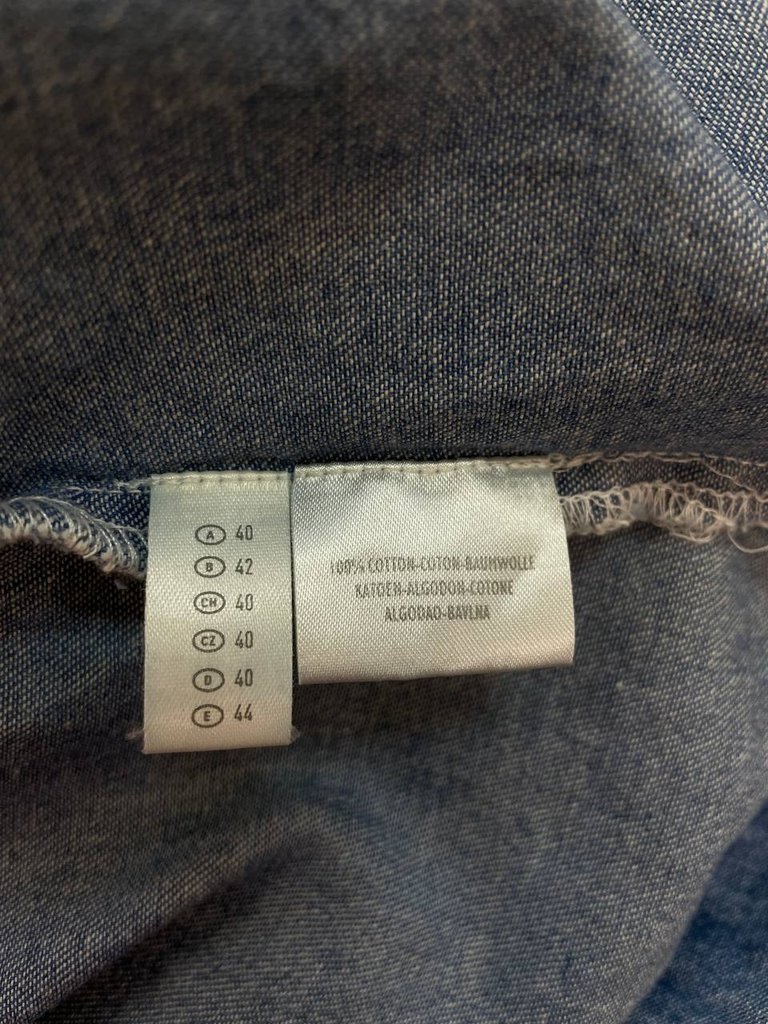 A 40
B 42
CH 40
CZ 40
D 40
E 44
100% COTTON-COTON-BAUMWOLLE
KATOEN-ALGODON-COTONE
ALGODAO-BAVLNA